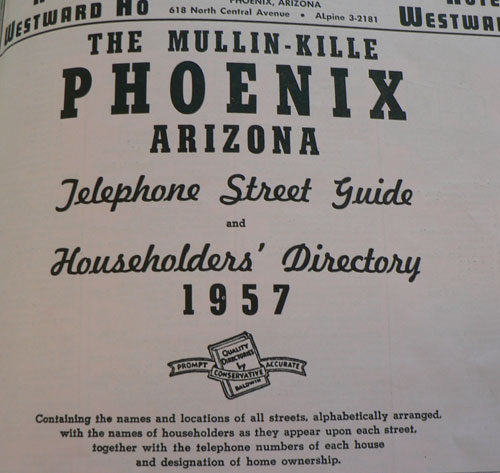 WESTWARD HO
PHOENIX, ARIZONA
618 North Central Avenue • ALpine 3-2181
WESTWAR
THE MULLIN-KILLE
PHOENIX
ARIZONA
Telephone Street Guide
and
Householders' Directory
1957
QUALITY
DIRECTORIES
by
PROMPT CONSERVATIVE ACCURATE
BALDWIN
Containing the names and locations of all streets, alphabetically arranged,
with the names of householders as they appear upon each street,
together with the telephone numbers of each house
and designation of home ownership.